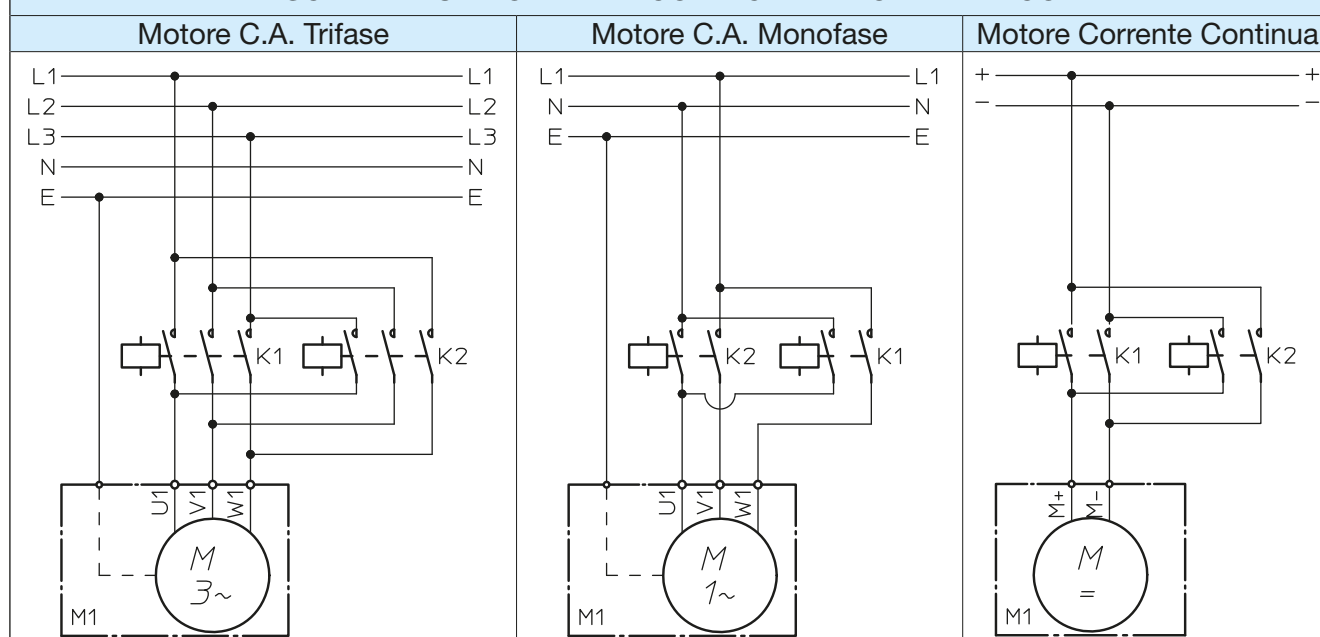 Motore C.A. Trifase
L1 L1
L2 L2
L3 L3
N N
E E
K1 K2
U1 V1 W1
M
3~
M1
Motore C.A. Monofase
L1 L1
N N
E E
K2 K1
U1 V1 W1
M
1~
M1
Motore Corrente Continua
+ +
− −
K1 K2
M+ M-
M
=
M1